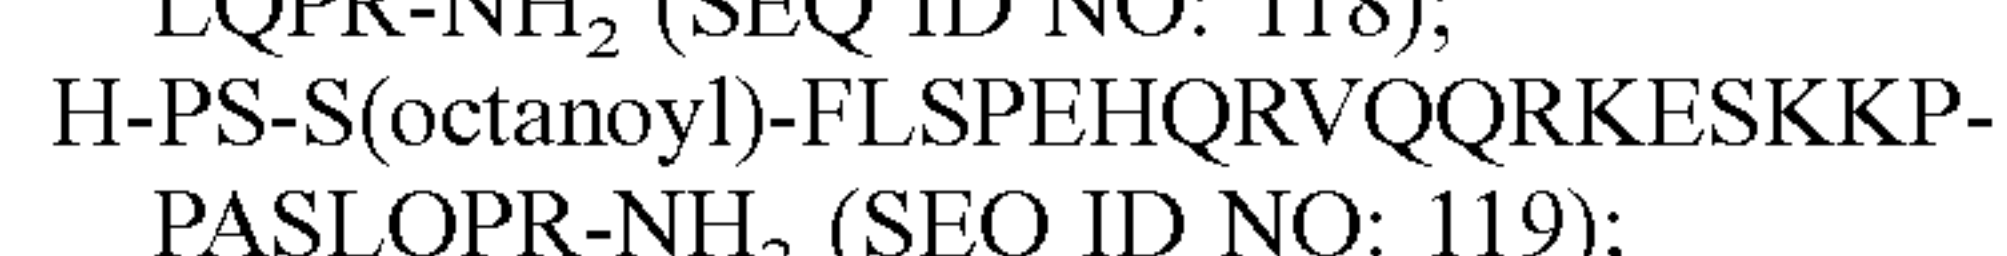 LQPR-NH₂ (SEQ ID NO: 118);
H-PS-S(octanoyl)-FLSPEHQRVQQRKESKKP-
PASLQPR-NH₂ (SEQ ID NO: 119);